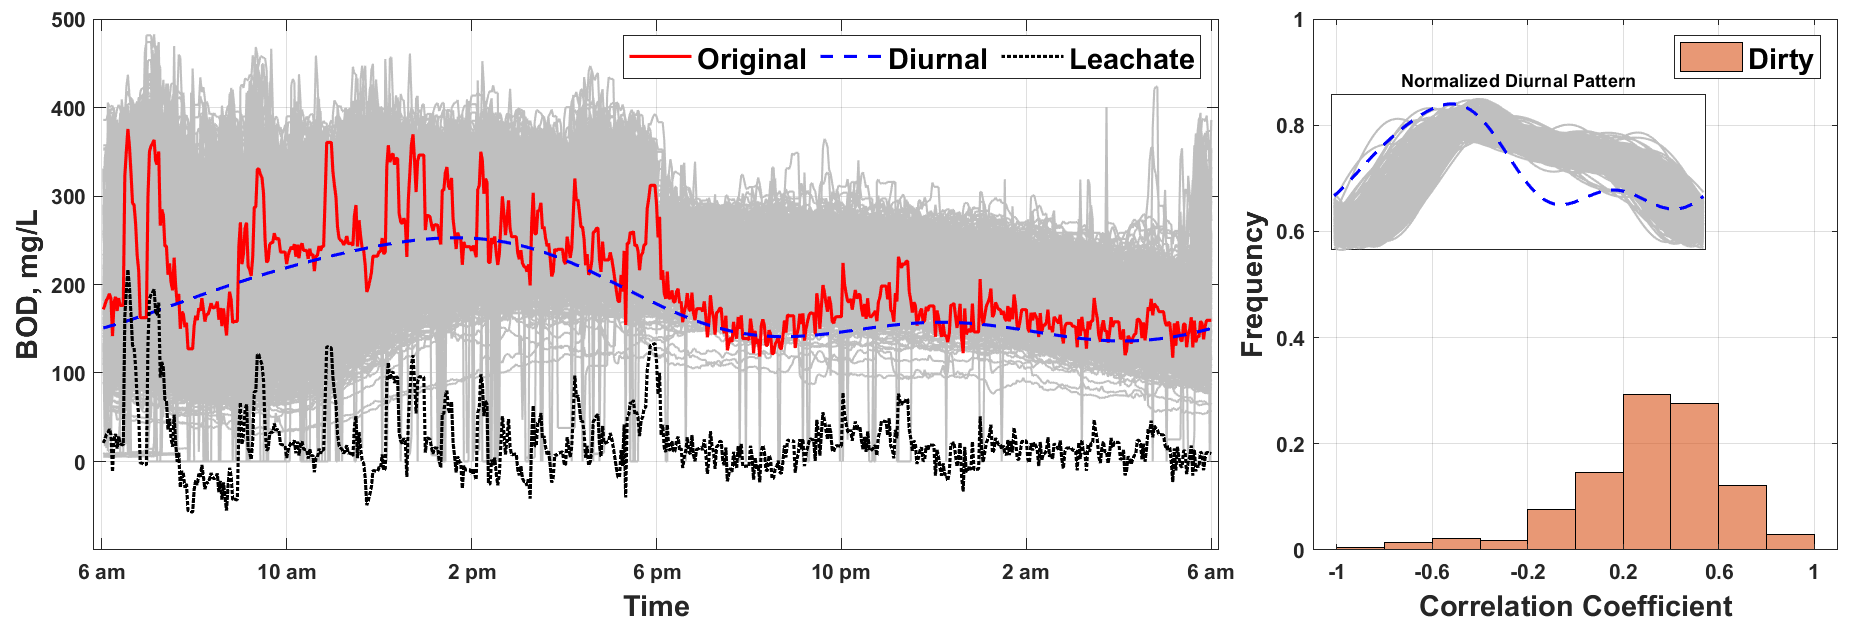 500
400
300
200
100
0
BOD, mg/L
Original Diurnal Leachate
6 am 10 am 2 pm 6 pm 10 pm 2 am 6 am
Time
1
0.8
0.6
0.4
0.2
0
Frequency
Dirty
Normalized Diurnal Pattern
-1 -0.6 -0.2 0.2 0.6 1
Correlation Coefficient